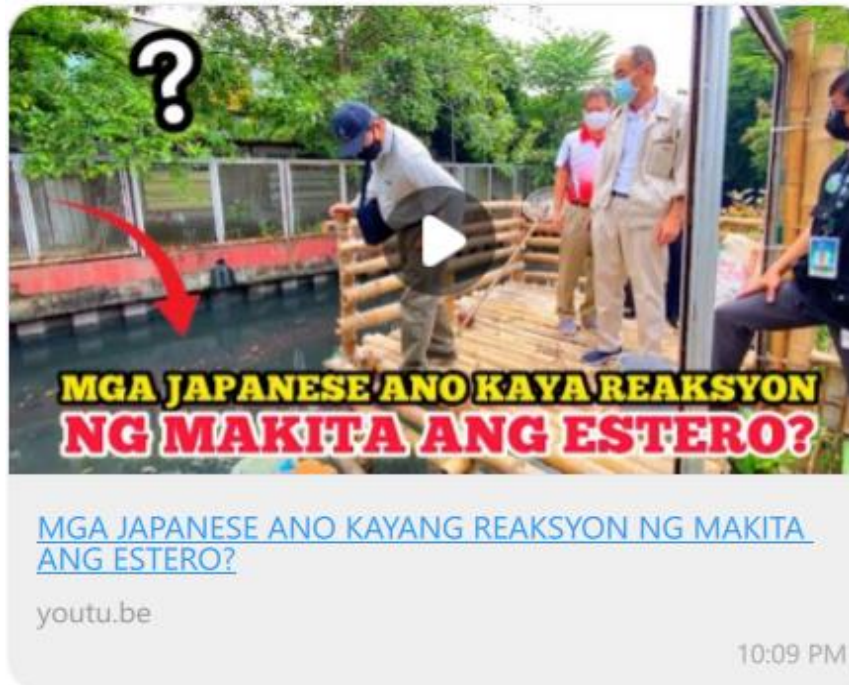 ?
MGA JAPANESE ANO KAYA REAKSYON
NG MAKITA ANG ESTERO?
MGA JAPANESE ANO KAYANG REAKSYON NG MAKITA
ANG ESTERO?
youtu.be
10:09 PM